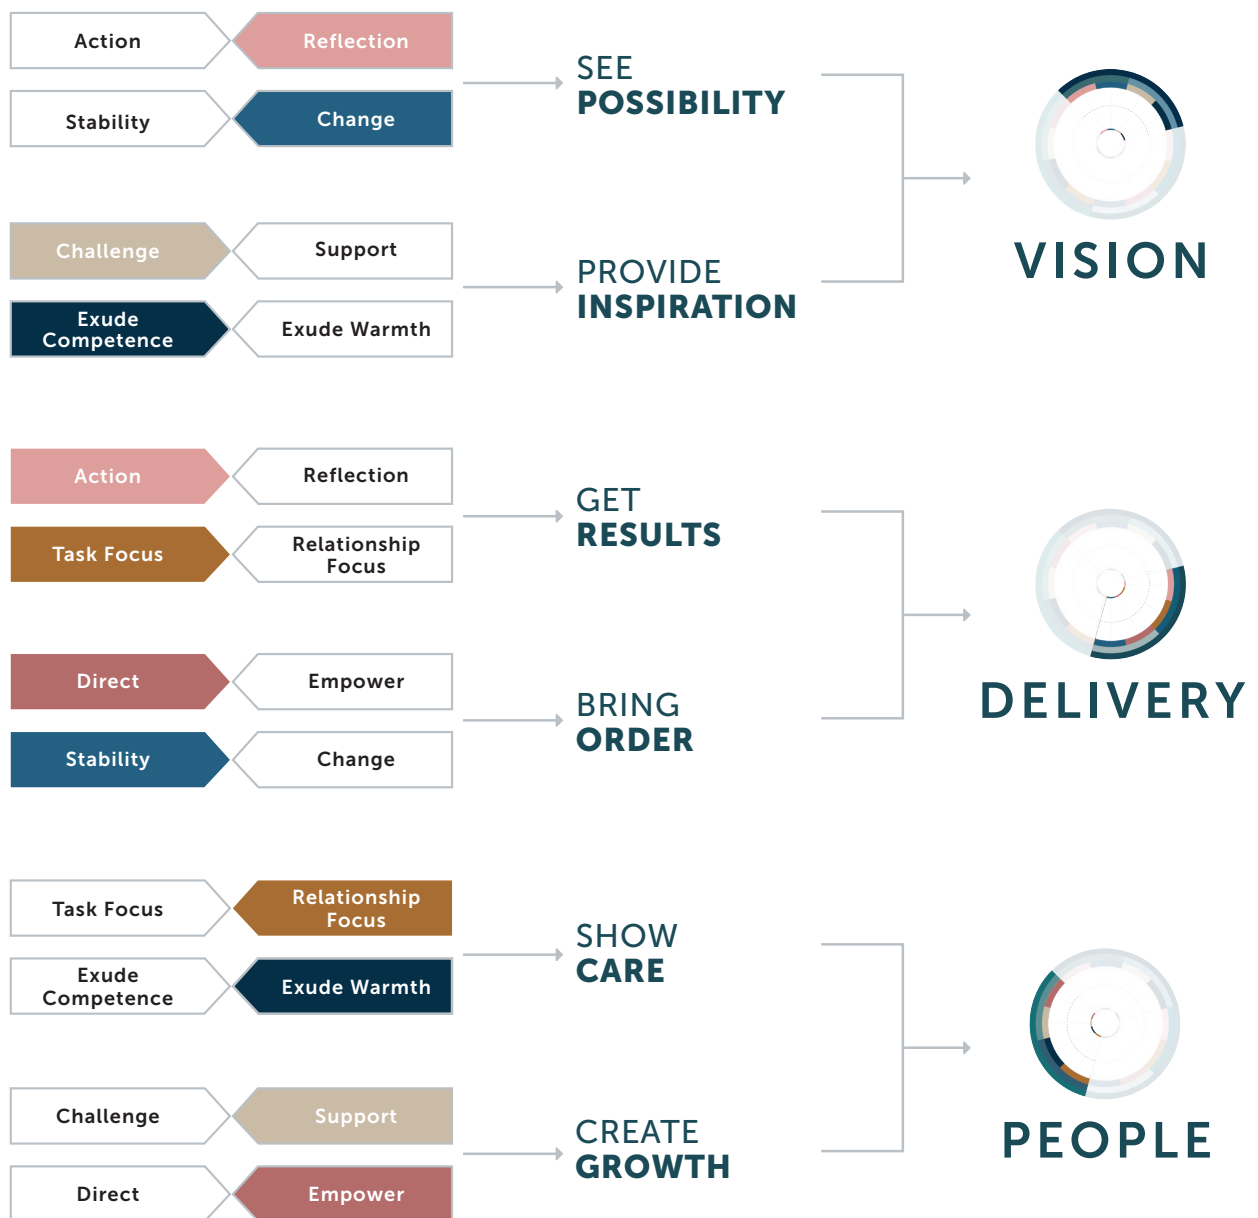 Action
Reflection
SEE
POSSIBILITY
Stability
Change
Challenge
Support
PROVIDE
INSPIRATION
Exude
Competence
Exude Warmth
VISION
Action
Reflection
GET
RESULTS
Task Focus
Relationship
Focus
Direct
Empower
BRING
ORDER
Stability
Change
DELIVERY
Task Focus
Relationship
Focus
SHOW
CARE
Exude
Competence
Exude Warmth
Challenge
Support
CREATE
GROWTH
Direct
Empower
PEOPLE